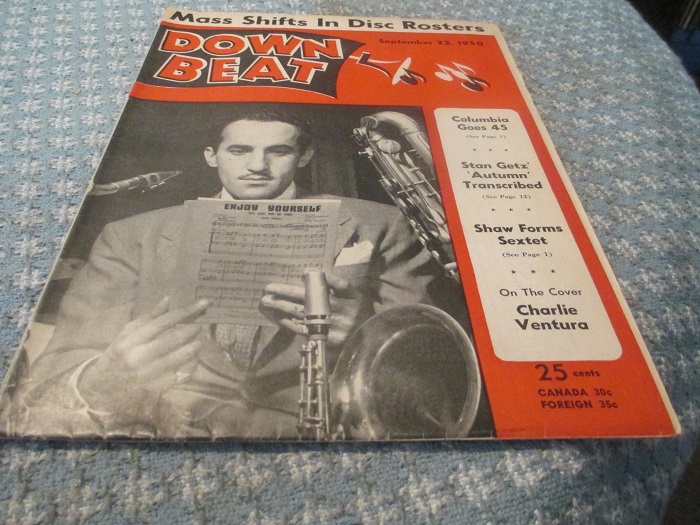 Mass Shifts In Disc Rosters
DOWN
BEAT
September 22, 1950
Columbia
Goes 45
(See Page 1)
* * *
Stan Getz'
'Autumn'
Transcribed
(See Page 12)
* * *
Shaw Forms
Sextet
(See Page 1)
* * *
On The Cover
Charlie
Ventura
25 cents
CANADA 30c
FOREIGN 35c
ENJOY YOURSELF